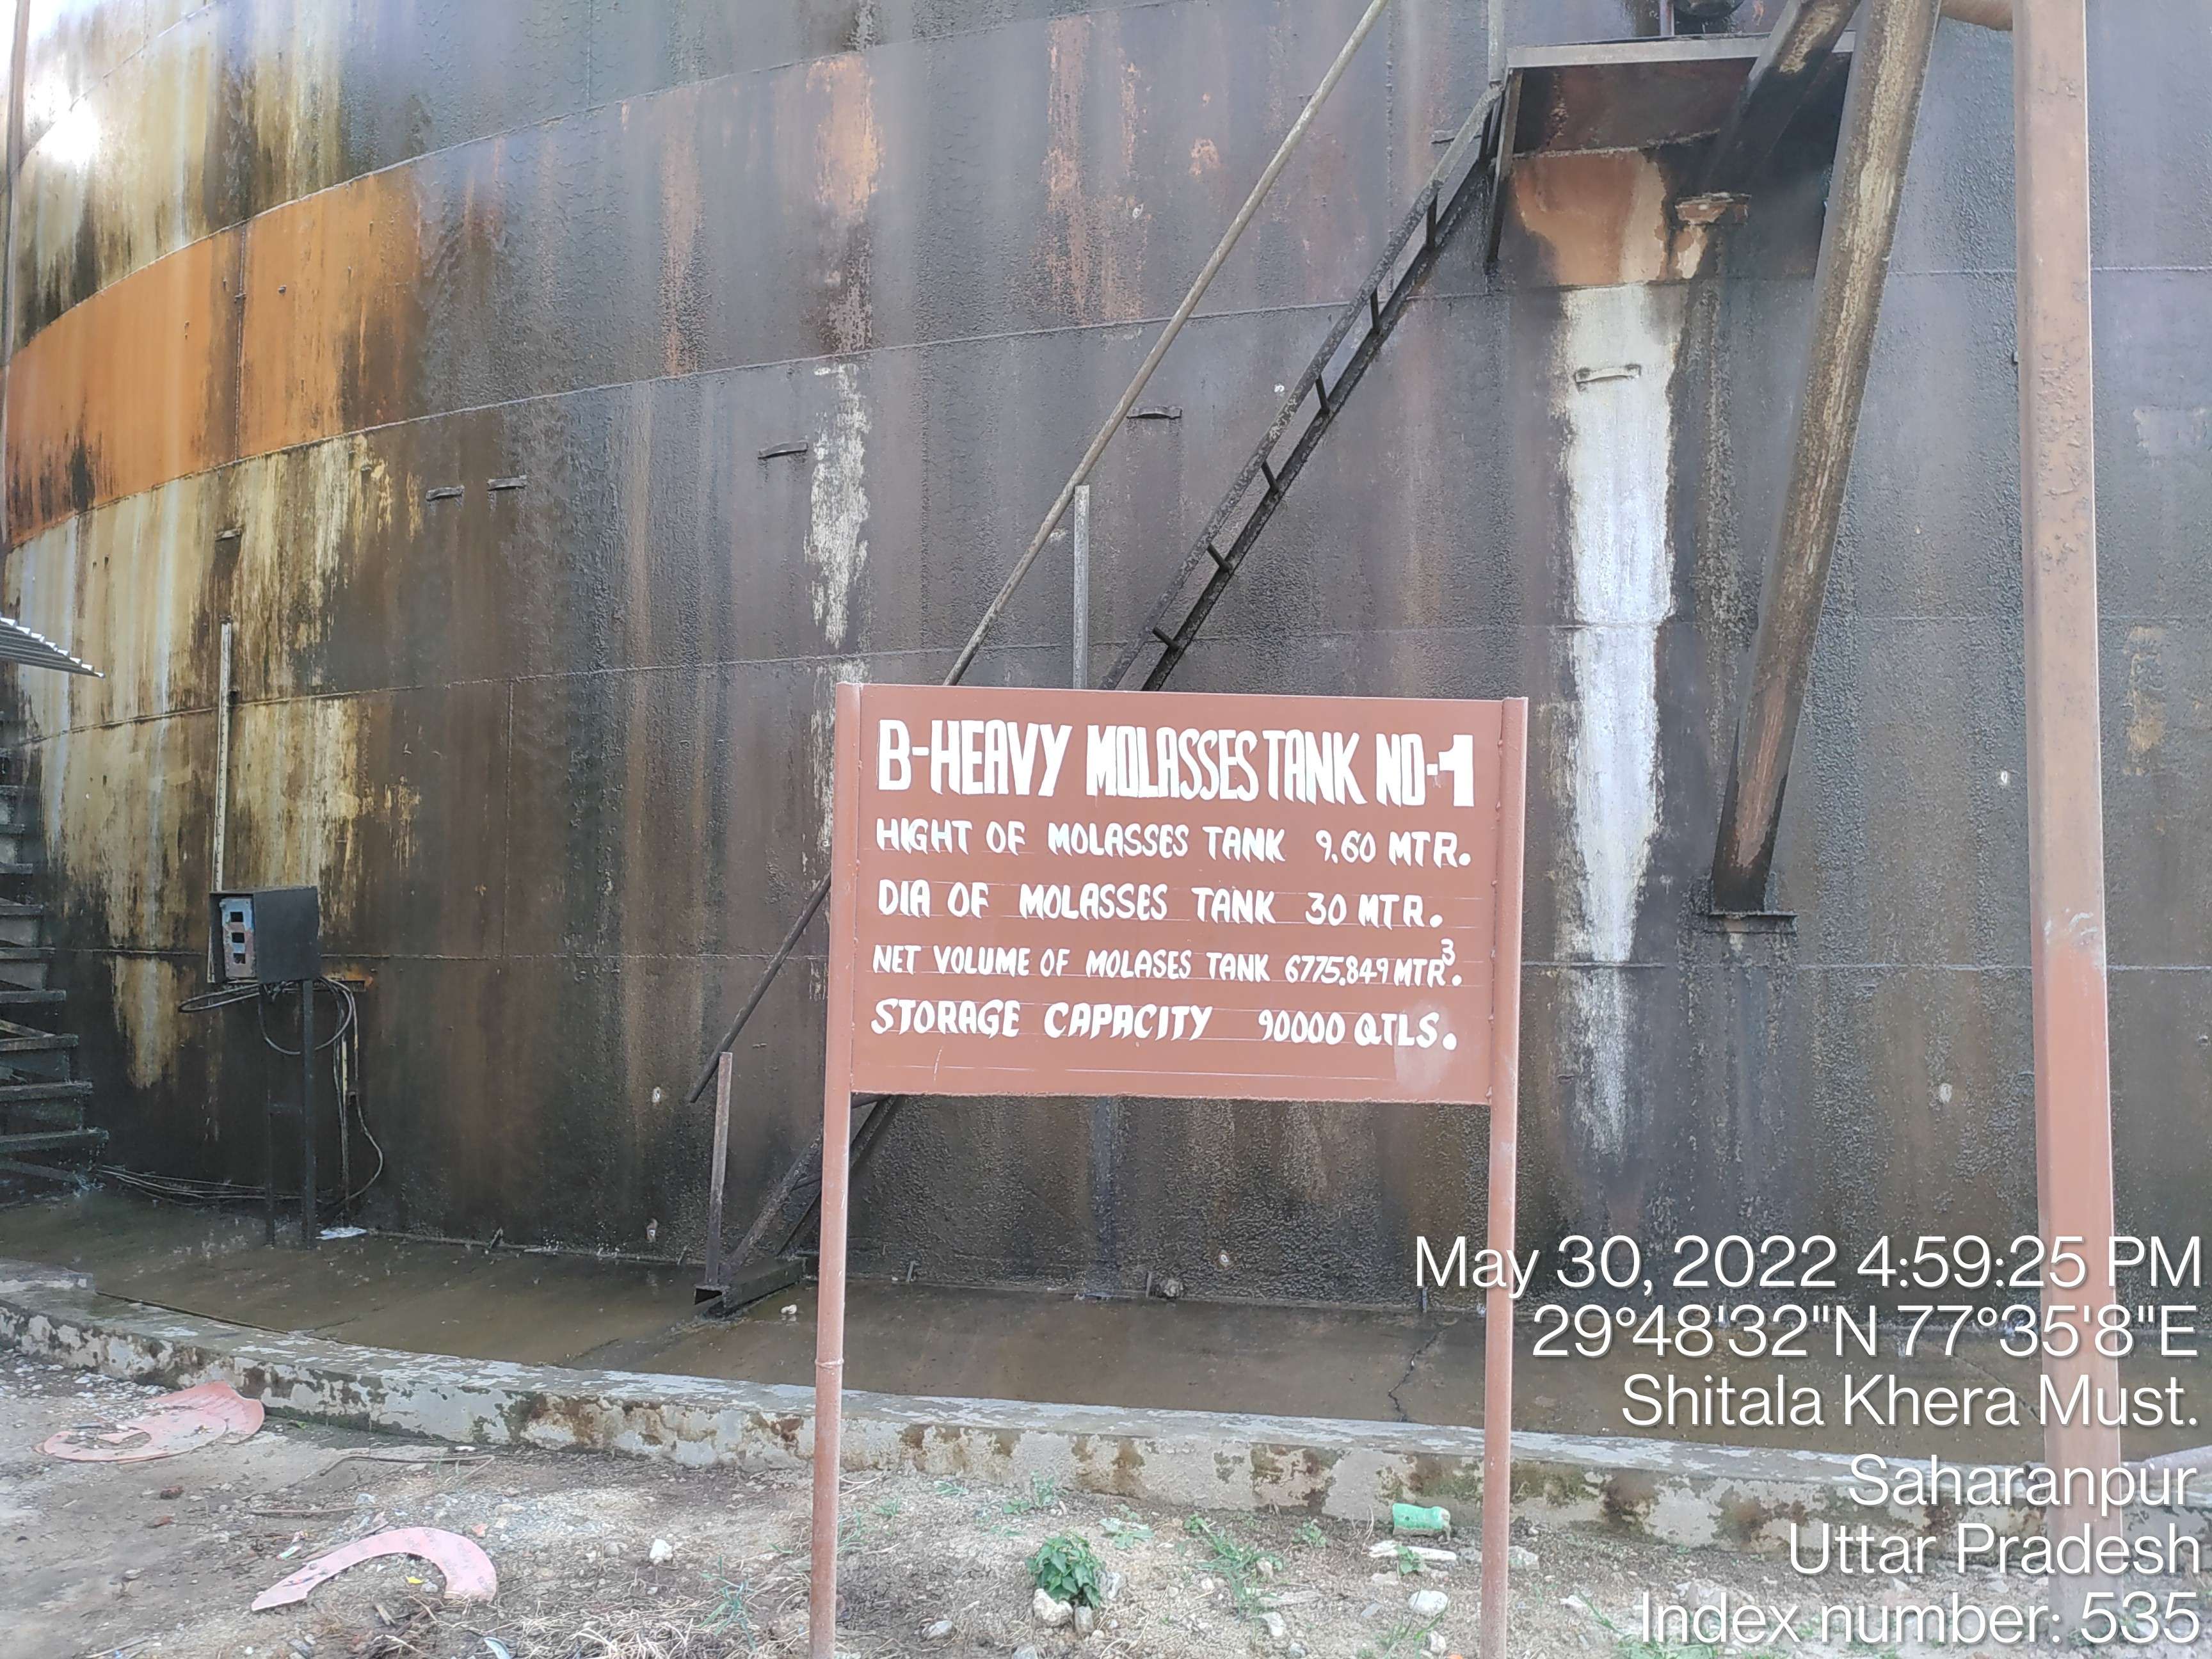 B-HEAVY MOLASSES TANK NO-1
HIGHT OF MOLASSES TANK 9.60 MTR.
DIA OF MOLASSES TANK 30 MTR.
NET VOLUME OF MOLASES TANK 6775.849 MTR³.
STORAGE CAPACITY 90000 QTLS.
May 30, 2022 4:59:25 PM
29°48'32"N 77°35'8"E
Shitala Khera Must.
Saharanpur
Uttar Pradesh
Index number: 535